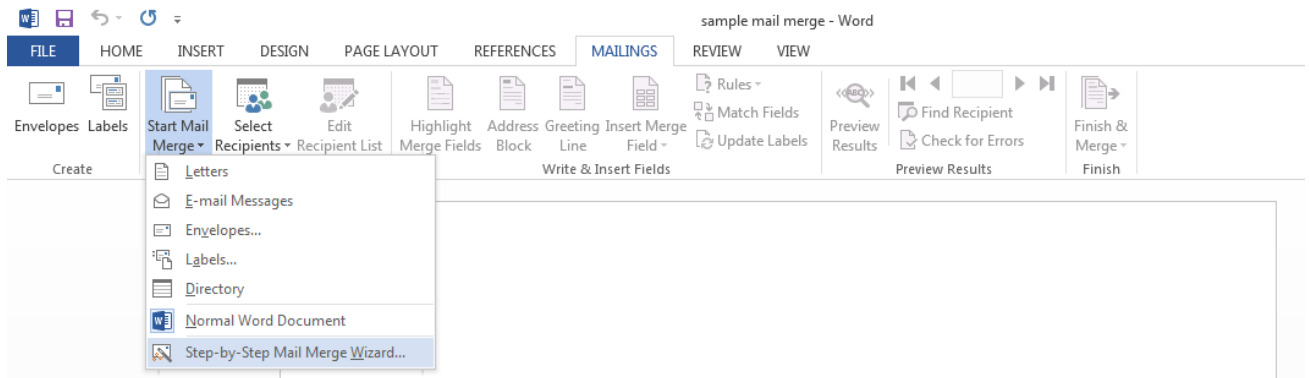 sample mail merge - Word
FILE HOME INSERT DESIGN PAGE LAYOUT REFERENCES MAILINGS REVIEW VIEW
Envelopes Labels
Create
Start Mail
Merge
Select
Recipients
Edit
Recipient List
Highlight
Merge Fields
Address
Block
Greeting
Line
Insert Merge
Field
Rules
Match Fields
Update Labels
Write & Insert Fields
ABC
Preview
Results
Find Recipient
Check for Errors
Preview Results
Finish &
Merge
Finish
Letters
E-mail Messages
Envelopes...
Labels...
Directory
Normal Word Document
Step-by-Step Mail Merge Wizard...